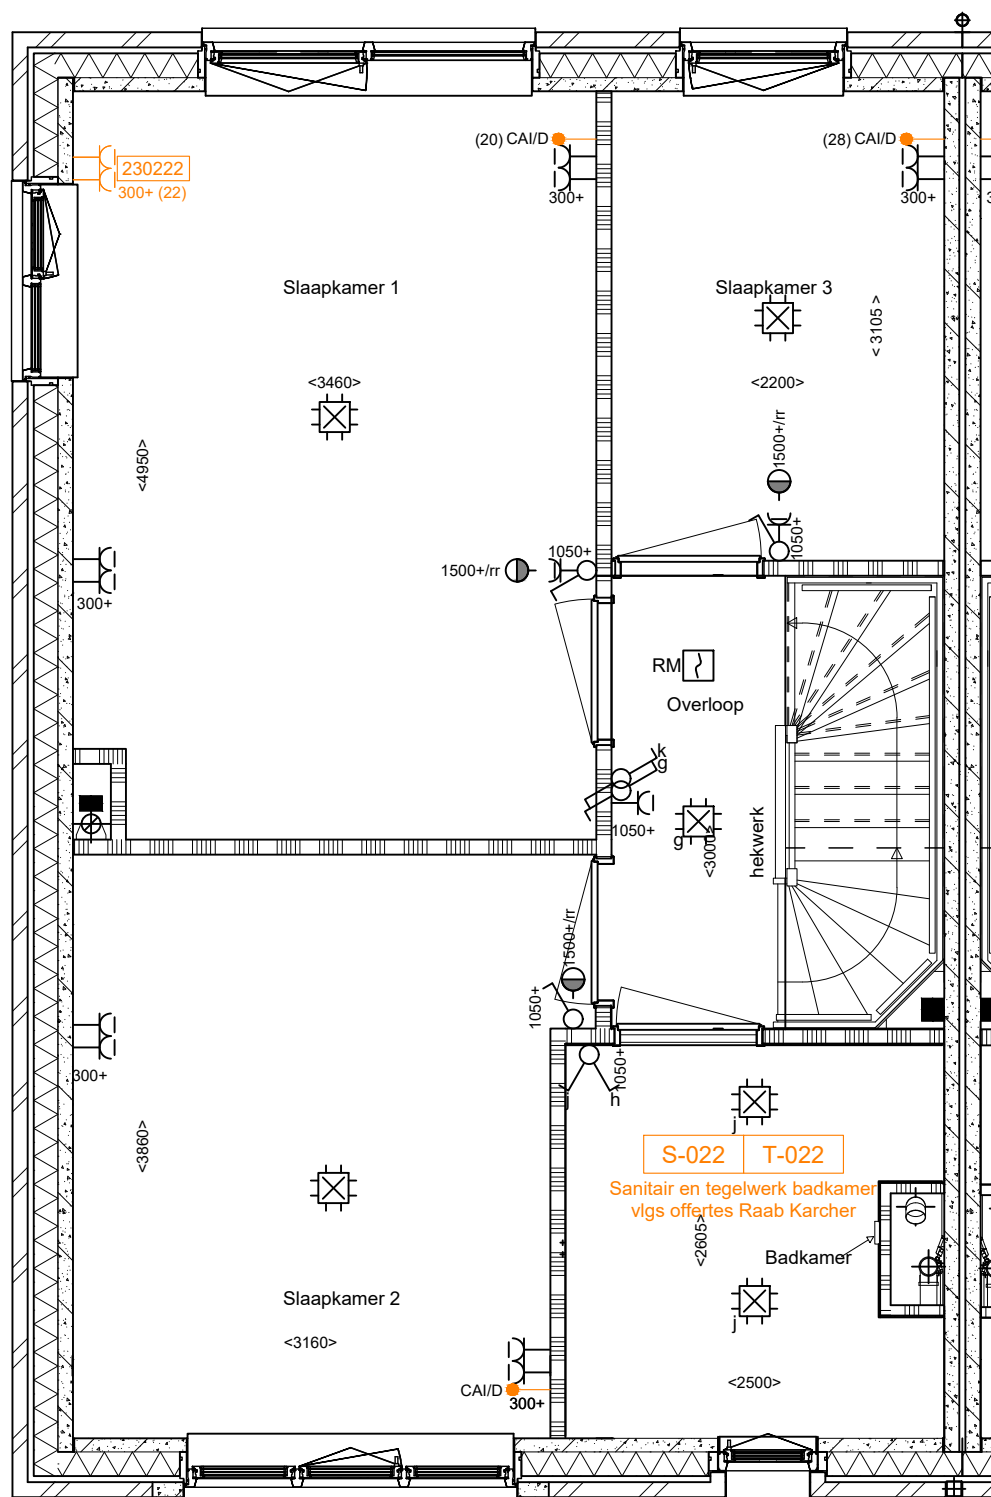 (20) CAI/D
(28) CAI/D
230222
300+ (22)
300+
300+
Slaapkamer 1
Slaapkamer 3
< 3105 >
<3460>
<2200>
<4950>
1500+/rr
1050+
1500+/rr
1050+
300+
RM
Overloop
k
g
1050+
g
<3000>
hekwerk
1500+/rr
1050+
300+
1050+
j
h
j
<3860>
S-022 T-022
Sanitair en tegelwerk badkamer
vlgs offertes Raab Karcher
<2605>
Badkamer
Slaapkamer 2
j
<3160>
<2500>
CAI/D
300+